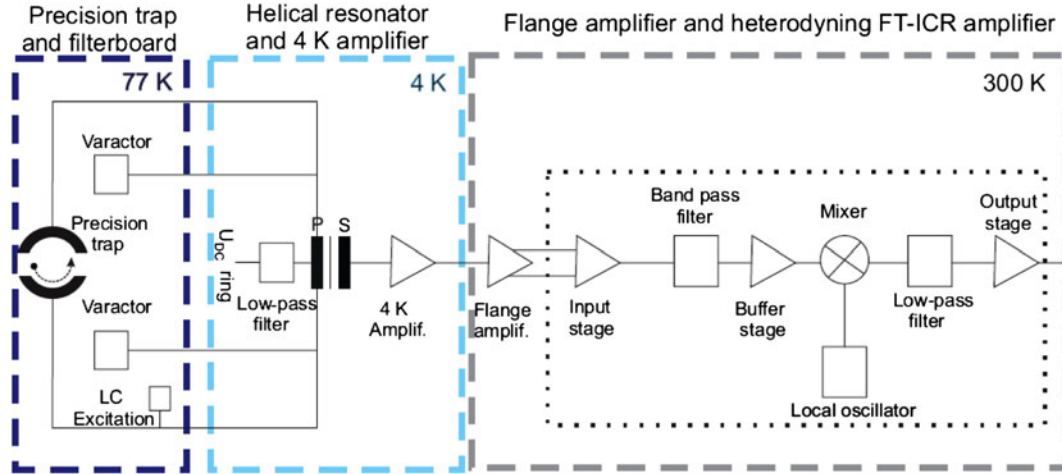 Precision trap
and filterboard
Helical resonator
and 4 K amplifier
Flange amplifier and heterodyning FT-ICR amplifier
77 K
4 K
300 K
Varactor
Precision
trap
Varactor
LC
Excitation
U_DC ring
Low-pass
filter
P S
4 K
Amplif.
Flange
amplif.
Input
stage
Band pass
filter
Buffer
stage
Mixer
Local oscillator
Low-pass
filter
Output
stage